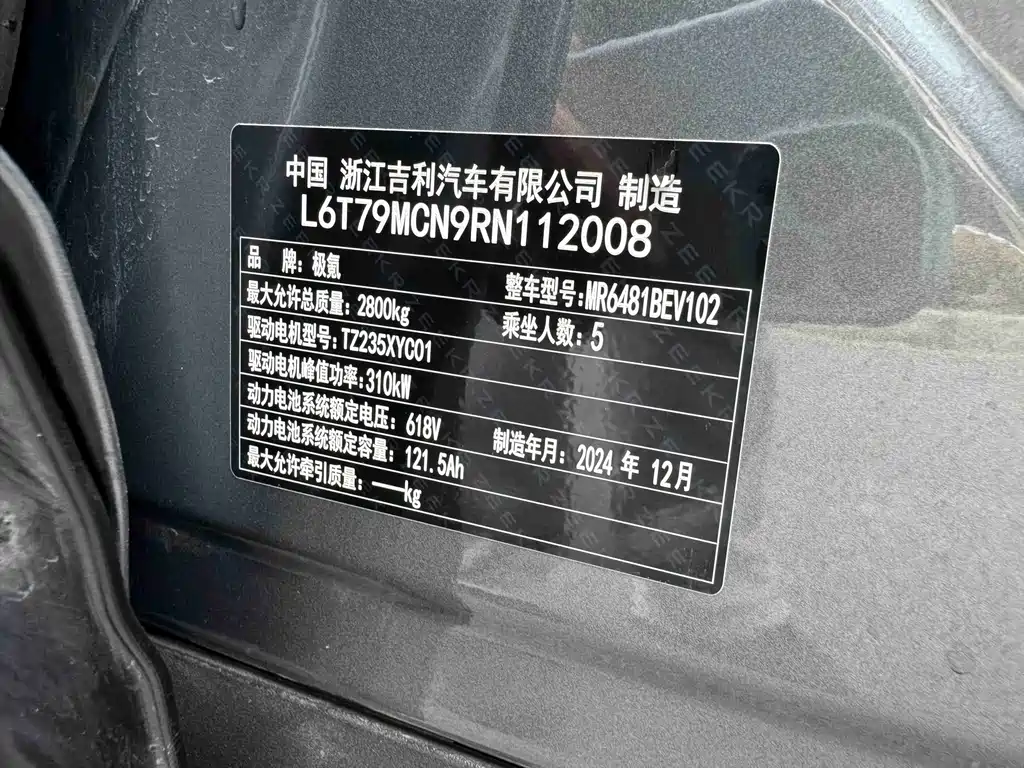 中国 浙江吉利汽车有限公司 制造
L6T79MCN9RN112008
品 牌: 极氪 整车型号:MR6481BEV102
最大允许总质量: 2800kg 乘坐人数: 5
驱动电机型号: TZ235XYC01
驱动电机峰值功率: 310kW
动力电池系统额定电压: 618V 制造年月: 2024 年 12月
动力电池系统额定容量: 121.5Ah
最大允许牵引质量: ——kg